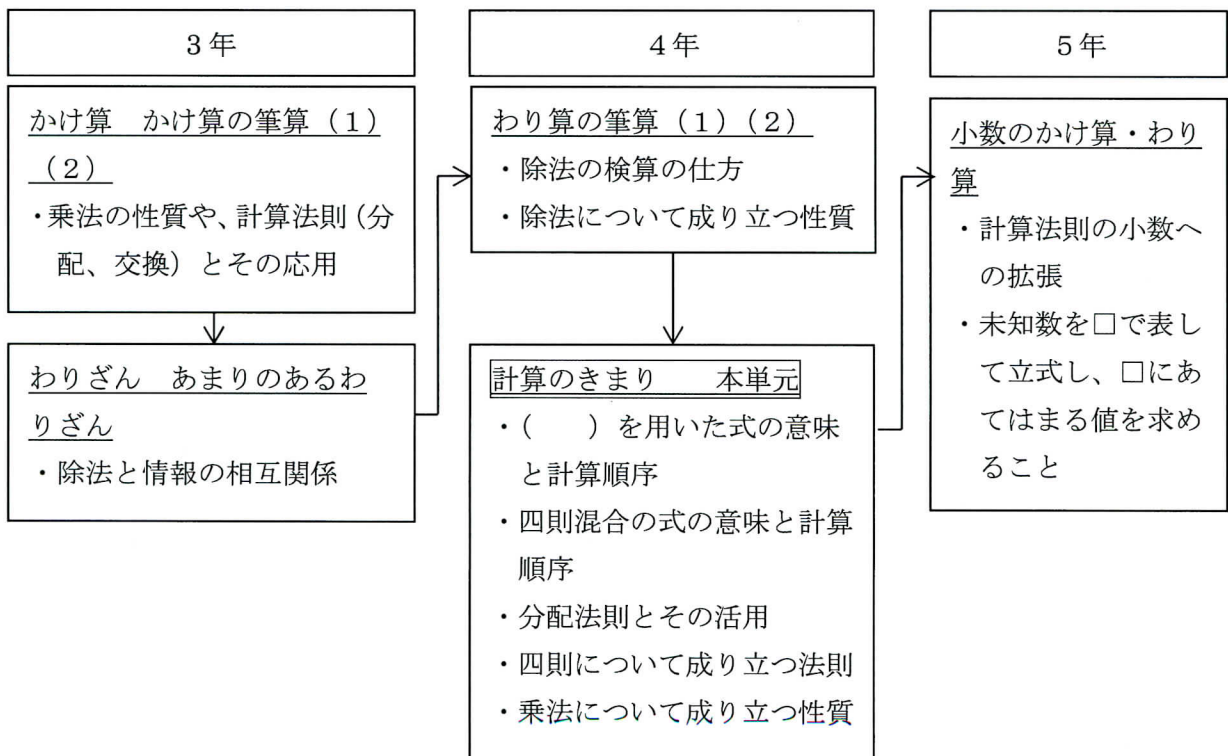 3年
かけ算　かけ算の筆算（1）
（2）
・乗法の性質や、計算法則（分
配、交換）とその応用
わりざん　あまりのあるわ
りざん
・除法と情報の相互関係
4年
わり算の筆算（1）（2）
・除法の検算の仕方
・除法について成り立つ性質
計算のきまり　　本単元
・（　　）を用いた式の意味
と計算順序
・四則混合の式の意味と計算
順序
・分配法則とその活用
・四則について成り立つ法則
・乗法について成り立つ性質
5年
小数のかけ算・わり
算
・計算法則の小数へ
の拡張
・未知数を□で表し
て立式し、□にあ
てはまる値を求め
ること